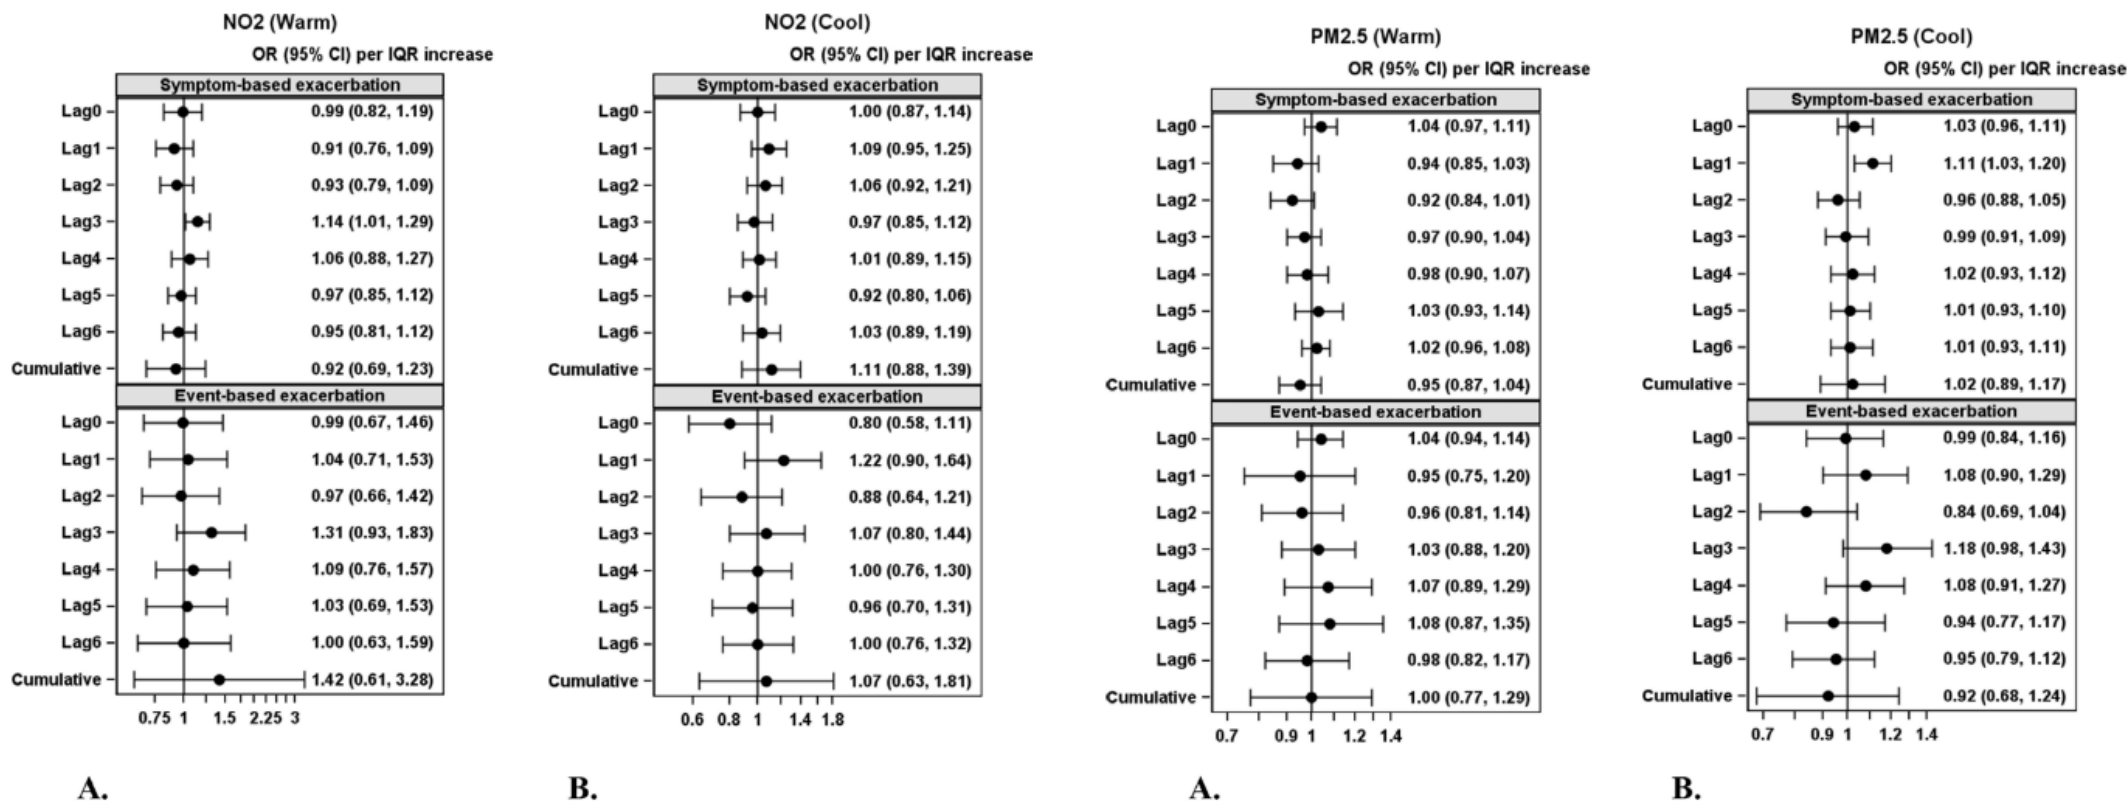 NO2 (Warm)
OR (95% CI) per IQR increase
Symptom-based exacerbation
Lag0 0.99 (0.82, 1.19)
Lag1 0.91 (0.76, 1.09)
Lag2 0.93 (0.79, 1.09)
Lag3 1.14 (1.01, 1.29)
Lag4 1.06 (0.88, 1.27)
Lag5 0.97 (0.85, 1.12)
Lag6 0.95 (0.81, 1.12)
Cumulative 0.92 (0.69, 1.23)
Event-based exacerbation
Lag0 0.99 (0.67, 1.46)
Lag1 1.04 (0.71, 1.53)
Lag2 0.97 (0.66, 1.42)
Lag3 1.31 (0.93, 1.83)
Lag4 1.09 (0.76, 1.57)
Lag5 1.03 (0.69, 1.53)
Lag6 1.00 (0.63, 1.59)
Cumulative 1.42 (0.61, 3.28)
0.75 1 1.5 2.25 3
A.
NO2 (Cool)
OR (95% CI) per IQR increase
Symptom-based exacerbation
Lag0 1.00 (0.87, 1.14)
Lag1 1.09 (0.95, 1.25)
Lag2 1.06 (0.92, 1.21)
Lag3 0.97 (0.85, 1.12)
Lag4 1.01 (0.89, 1.15)
Lag5 0.92 (0.80, 1.06)
Lag6 1.03 (0.89, 1.19)
Cumulative 1.11 (0.88, 1.39)
Event-based exacerbation
Lag0 0.80 (0.58, 1.11)
Lag1 1.22 (0.90, 1.64)
Lag2 0.88 (0.64, 1.21)
Lag3 1.07 (0.80, 1.44)
Lag4 1.00 (0.76, 1.30)
Lag5 0.96 (0.70, 1.31)
Lag6 1.00 (0.76, 1.32)
Cumulative 1.07 (0.63, 1.81)
0.6 0.8 1 1.4 1.8
B.
PM2.5 (Warm)
OR (95% CI) per IQR increase
Symptom-based exacerbation
Lag0 1.04 (0.97, 1.11)
Lag1 0.94 (0.85, 1.03)
Lag2 0.92 (0.84, 1.01)
Lag3 0.97 (0.90, 1.04)
Lag4 0.98 (0.90, 1.07)
Lag5 1.03 (0.93, 1.14)
Lag6 1.02 (0.96, 1.08)
Cumulative 0.95 (0.87, 1.04)
Event-based exacerbation
Lag0 1.04 (0.94, 1.14)
Lag1 0.95 (0.75, 1.20)
Lag2 0.96 (0.81, 1.14)
Lag3 1.03 (0.88, 1.20)
Lag4 1.07 (0.89, 1.29)
Lag5 1.08 (0.87, 1.35)
Lag6 0.98 (0.82, 1.17)
Cumulative 1.00 (0.77, 1.29)
0.7 0.9 1 1.2 1.4
A.
PM2.5 (Cool)
OR (95% CI) per IQR increase
Symptom-based exacerbation
Lag0 1.03 (0.96, 1.11)
Lag1 1.11 (1.03, 1.20)
Lag2 0.96 (0.88, 1.05)
Lag3 0.99 (0.91, 1.09)
Lag4 1.02 (0.93, 1.12)
Lag5 1.01 (0.93, 1.10)
Lag6 1.01 (0.93, 1.11)
Cumulative 1.02 (0.89, 1.17)
Event-based exacerbation
Lag0 0.99 (0.84, 1.16)
Lag1 1.08 (0.90, 1.29)
Lag2 0.84 (0.69, 1.04)
Lag3 1.18 (0.98, 1.43)
Lag4 1.08 (0.91, 1.27)
Lag5 0.94 (0.77, 1.17)
Lag6 0.95 (0.79, 1.12)
Cumulative 0.92 (0.68, 1.24)
0.7 0.9 1 1.2 1.4
B.